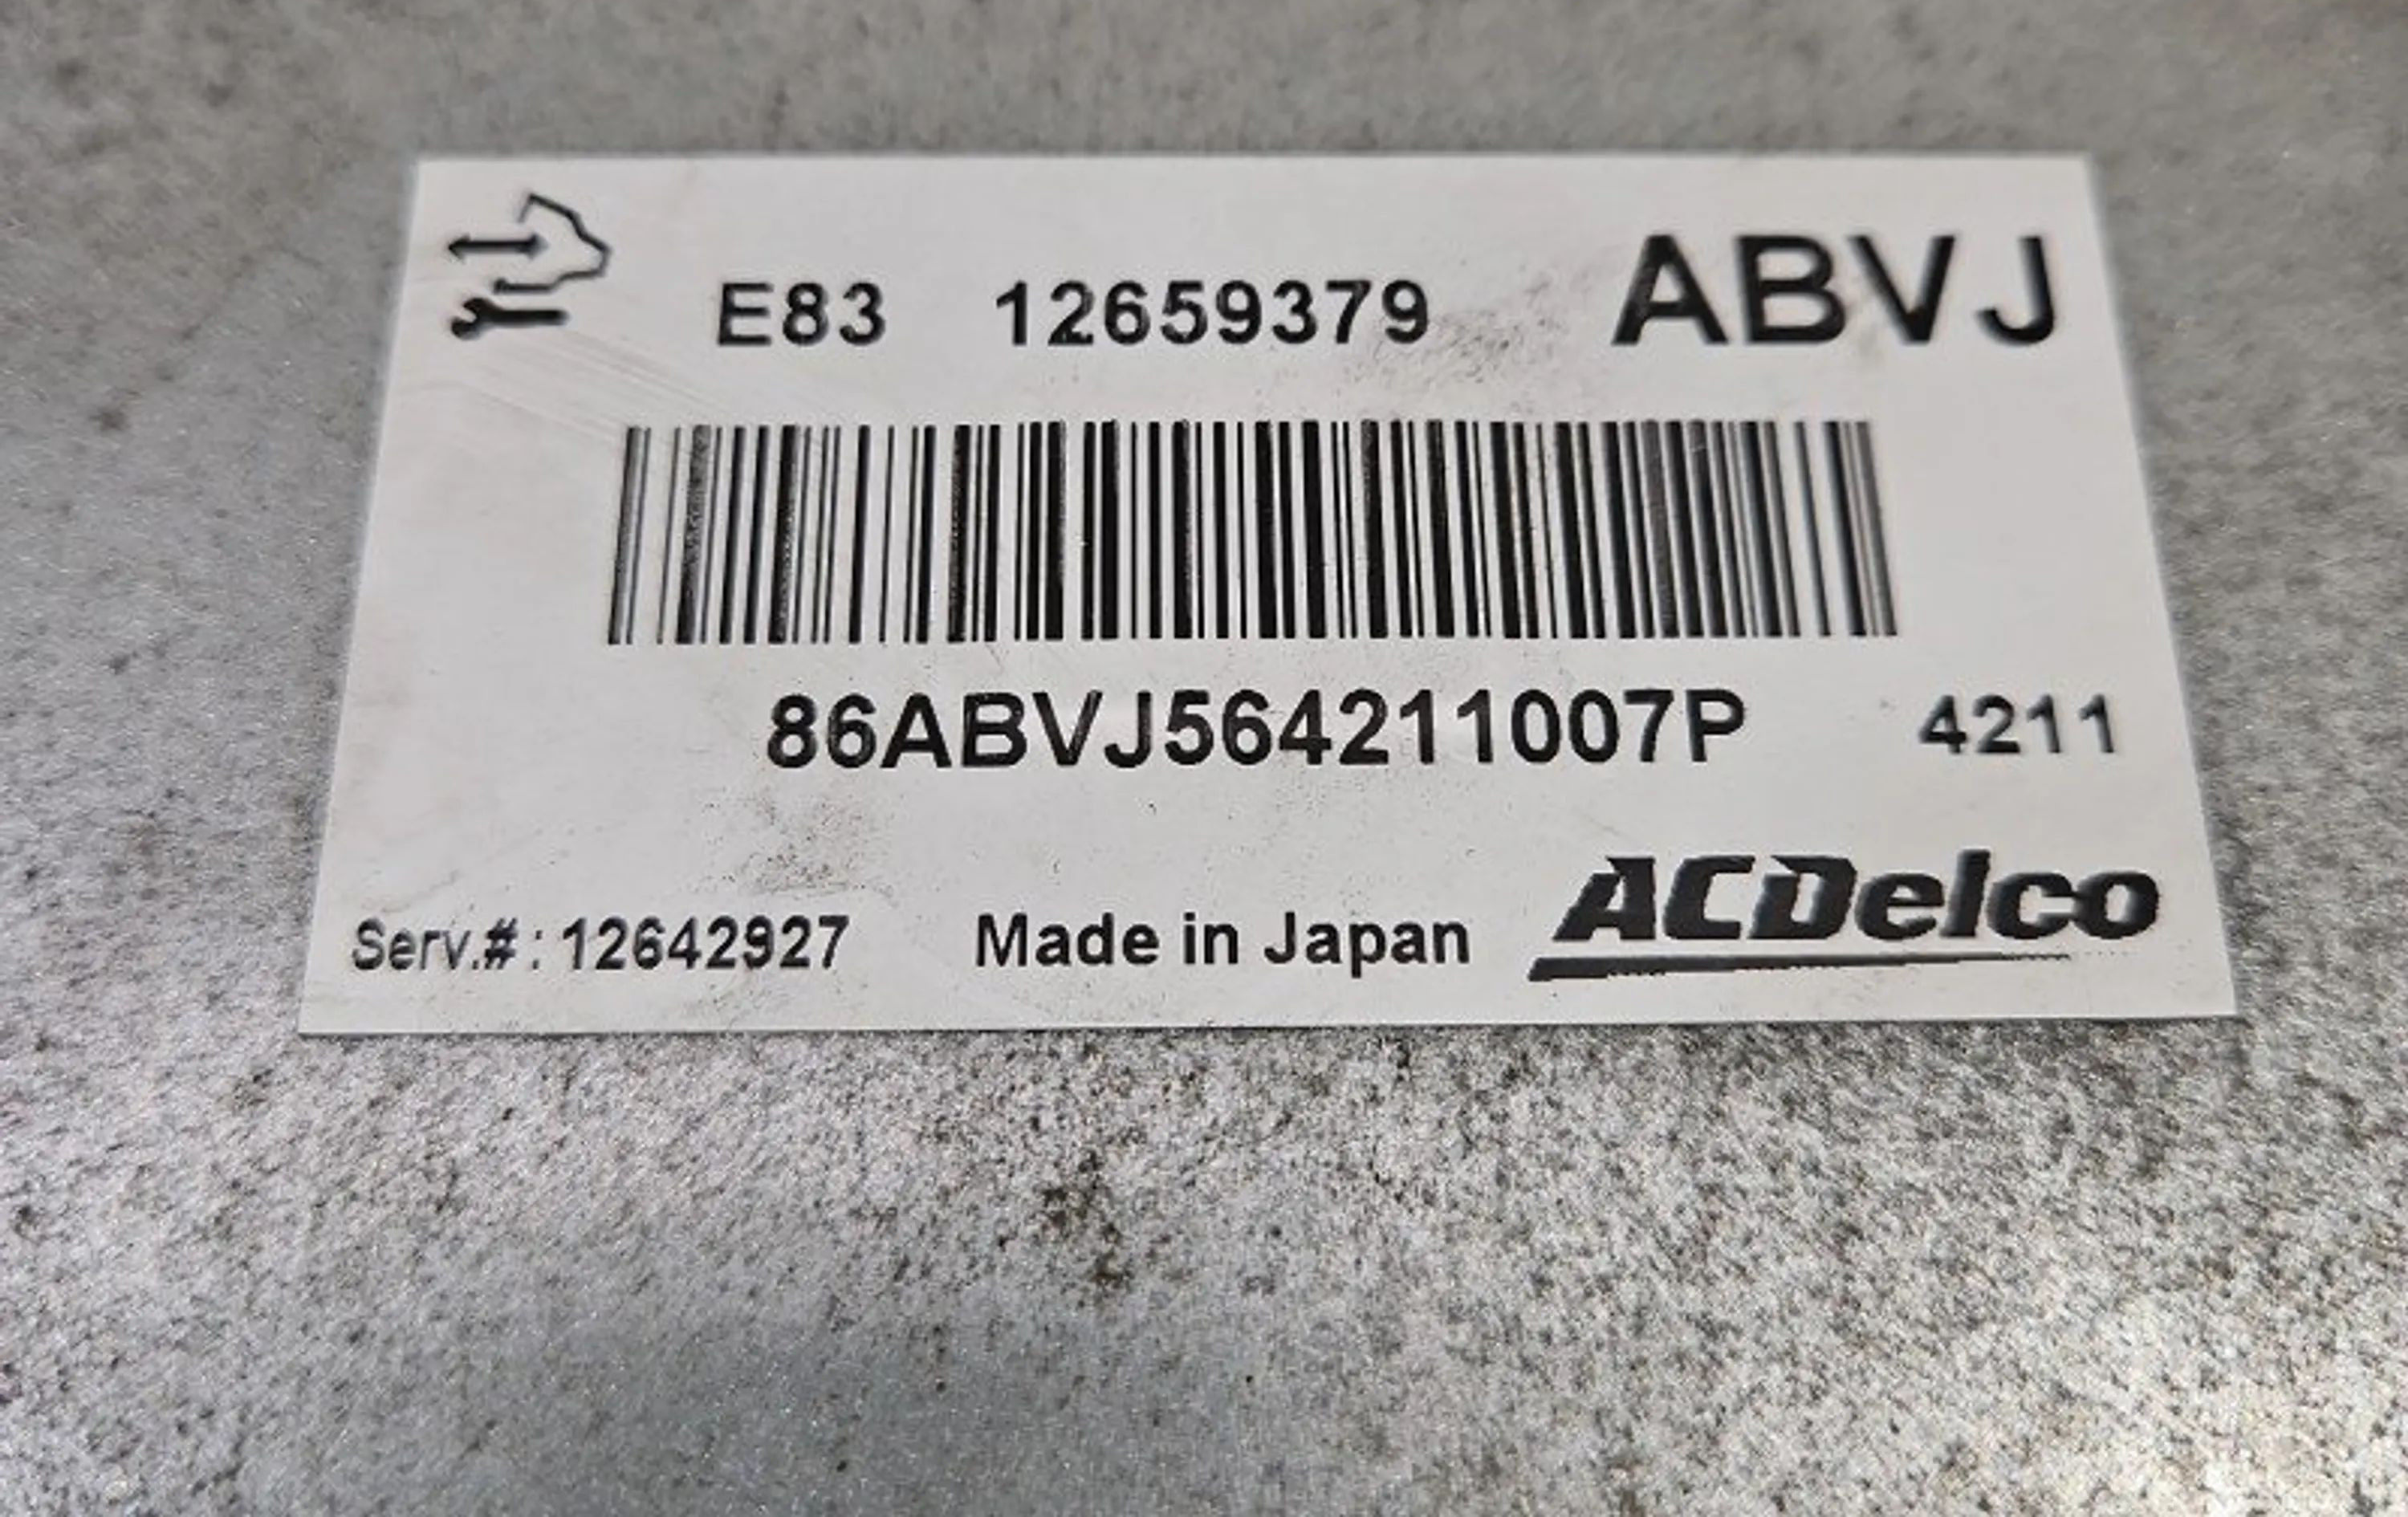 E83 12659379 ABVJ
86ABVJ564211007P 4211
Serv.#: 12642927 Made in Japan ACDelco